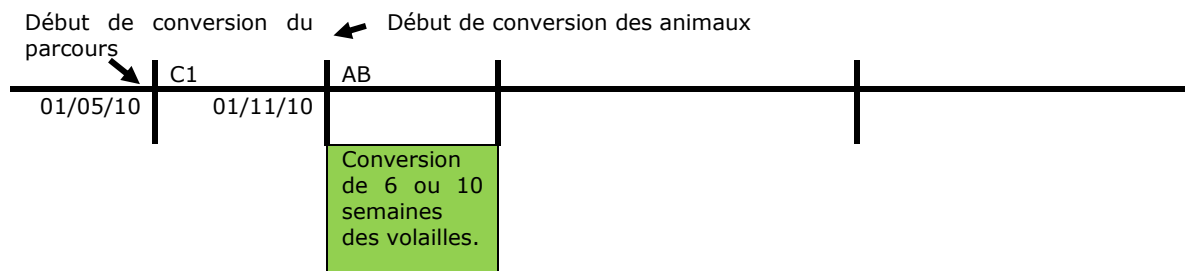 Début de conversion du
parcours
Début de conversion des animaux
C1
AB
01/05/10
01/11/10
Conversion
de 6 ou 10
semaines
des volailles.